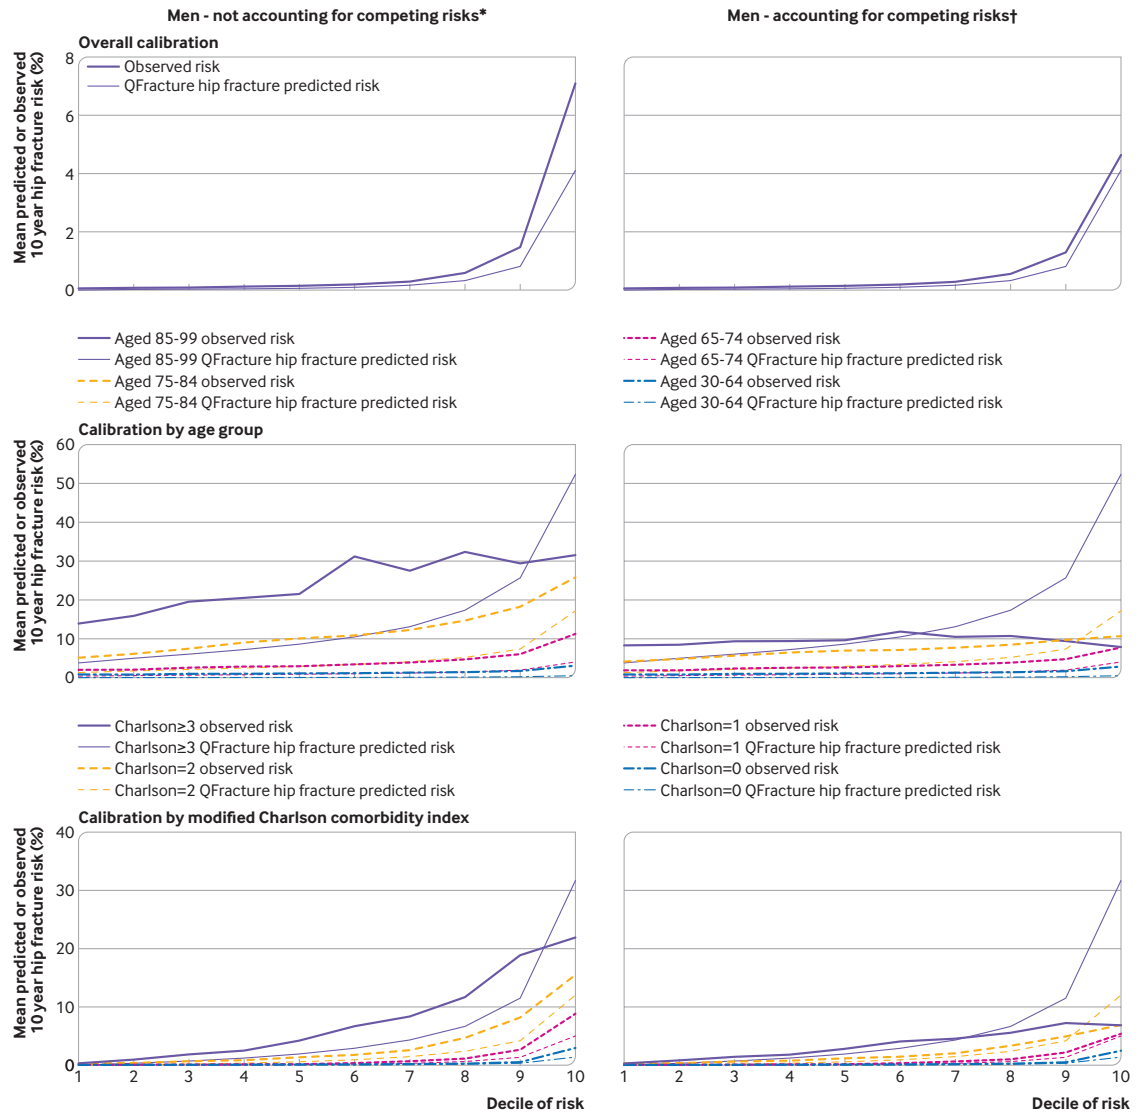 Men - not accounting for competing risks*
Men - accounting for competing risks†
Overall calibration
Mean predicted or observed
10 year hip fracture risk (%)
8
6
4
2
0
Observed risk
QFracture hip fracture predicted risk
Aged 85-99 observed risk
Aged 85-99 QFracture hip fracture predicted risk
Aged 75-84 observed risk
Aged 75-84 QFracture hip fracture predicted risk
Aged 65-74 observed risk
Aged 65-74 QFracture hip fracture predicted risk
Aged 30-64 observed risk
Aged 30-64 QFracture hip fracture predicted risk
Calibration by age group
Mean predicted or observed
10 year hip fracture risk (%)
60
50
40
30
20
10
0
Charlson≥3 observed risk
Charlson≥3 QFracture hip fracture predicted risk
Charlson=2 observed risk
Charlson=2 QFracture hip fracture predicted risk
Charlson=1 observed risk
Charlson=1 QFracture hip fracture predicted risk
Charlson=0 observed risk
Charlson=0 QFracture hip fracture predicted risk
Calibration by modified Charlson comorbidity index
Mean predicted or observed
10 year hip fracture risk (%)
40
30
20
10
0
1 2 3 4 5 6 7 8 9 10
Decile of risk
1 2 3 4 5 6 7 8 9 10
Decile of risk